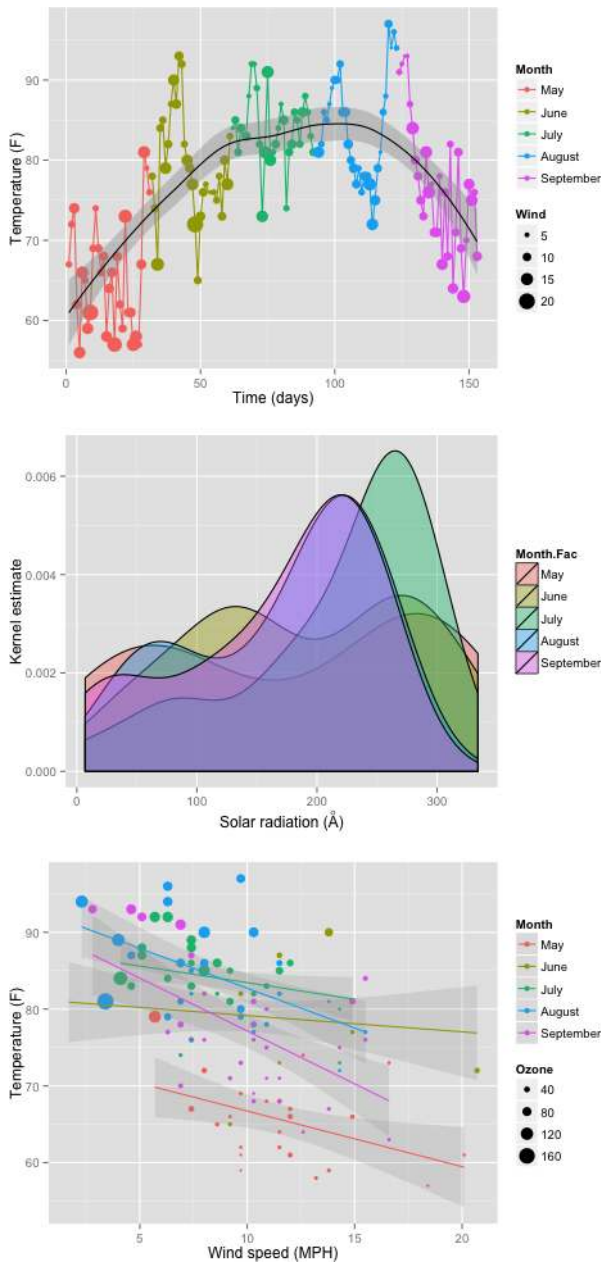 90
80
70
60
Temperature (F)
0
50
100
150
Time (days)
Month
May
June
July
August
September
Wind
5
10
15
20
0.006
0.004
0.002
0.000
Kernel estimate
0
100
200
300
Solar radiation (Å)
Month.Fac
May
June
July
August
September
90
80
70
60
Temperature (F)
5
10
15
20
Wind speed (MPH)
Month
May
June
July
August
September
Ozone
40
80
120
160